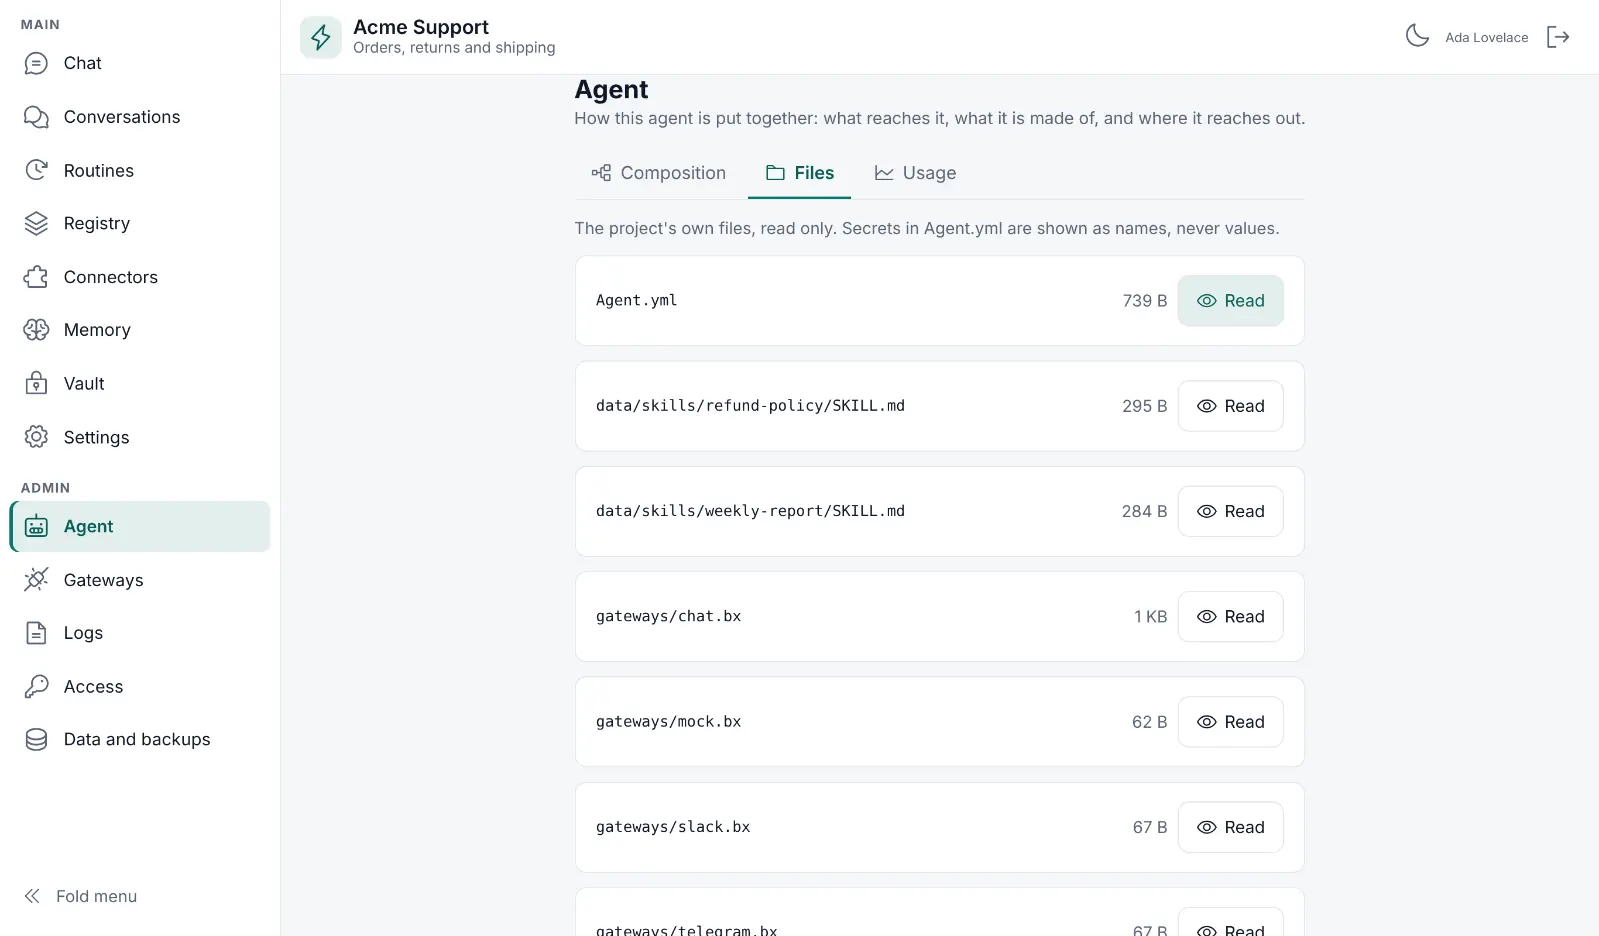 MAIN
Chat
Conversations
Routines
Registry
Connectors
Memory
Vault
Settings
ADMIN
Agent
Gateways
Logs
Access
Data and backups
Fold menu
Acme Support
Orders, returns and shipping
Ada Lovelace
Agent
How this agent is put together: what reaches it, what it is made of, and where it reaches out.
Composition Files Usage
The project's own files, read only. Secrets in Agent.yml are shown as names, never values.
Agent.yml 739 B Read
data/skills/refund-policy/SKILL.md 295 B Read
data/skills/weekly-report/SKILL.md 284 B Read
gateways/chat.bx 1 KB Read
gateways/mock.bx 62 B Read
gateways/slack.bx 67 B Read
gateways/telegram.bx 67 B Read